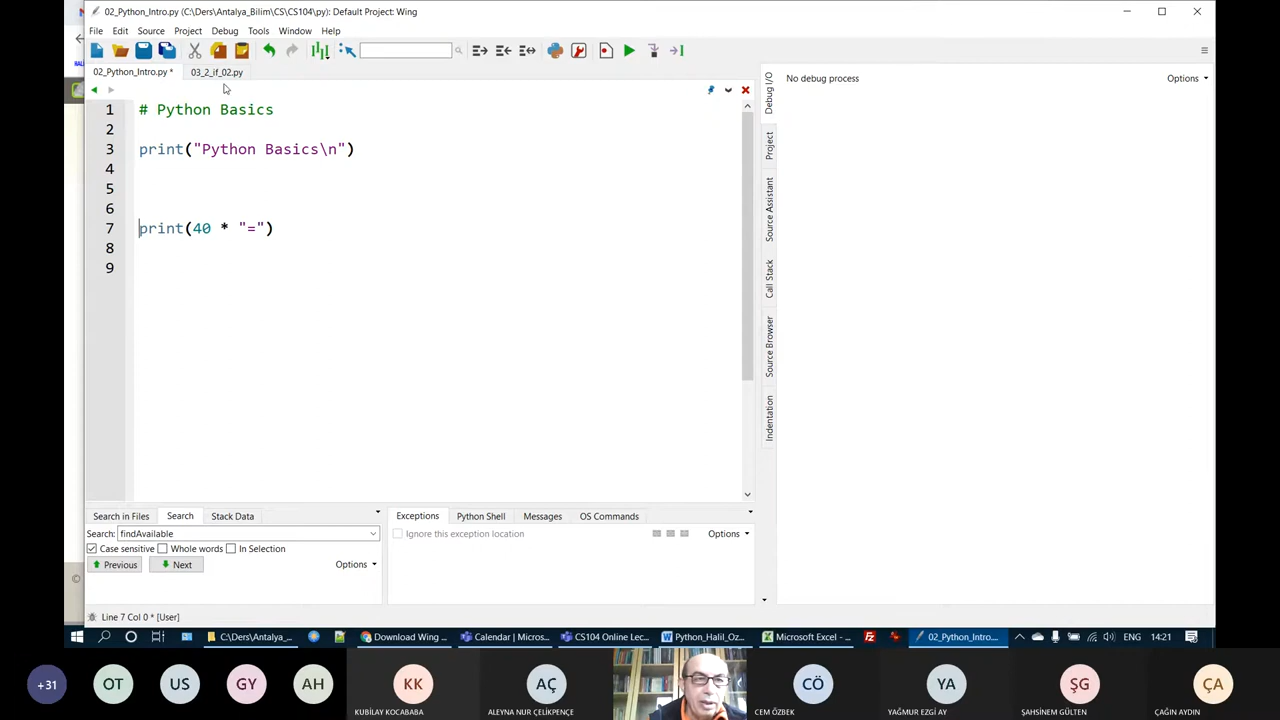 02_Python_Intro.py (C:\Ders\Antalya_Bilim\CS\CS104\py): Default Project: Wing
File Edit Source Project Debug Tools Window Help
02_Python_Intro.py * 03_2_if_02.py
1 # Python Basics
2
3 print("Python Basics\n")
4
5
6
7 print(40 * "=")
8
9
No debug process
Options
Debug I/O
Project
Source Assistant
Call Stack
Source Browser
Indentation
Search in Files Search Stack Data
Search: findAvailable
Case sensitive Whole words In Selection
Previous Next Options
Exceptions Python Shell Messages OS Commands
Ignore this exception location Options
Line 7 Col 0 * [User]
C:\Ders\Antalya_... Download Wing ... Calendar | Micros... CS104 Online Lec... Python_Halil_Oz... Microsoft Excel - ... 02_Python_Intro... ENG 14:21
+31 OT US GY AH KK AÇ CÖ YA ŞG ÇA
KUBİLAY KOCABABA ALEYNA NUR ÇELİKPENÇE CEM ÖZBEK YAĞMUR EZGİ AY ŞAHSİNEM GÜLTEN ÇAĞIN AYDIN